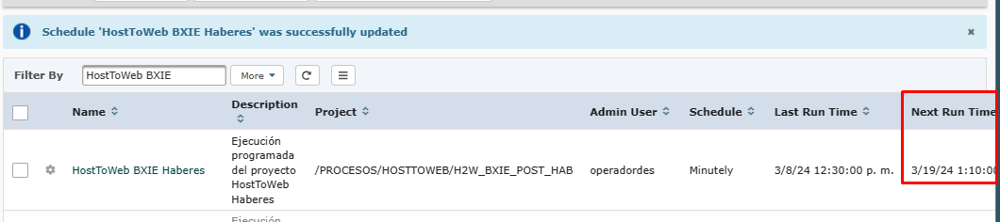 Schedule 'HostToWeb BXIE Haberes' was successfully updated
Filter By HostToWeb BXIE More
Name Description Project Admin User Schedule Last Run Time Next Run Time
HostToWeb BXIE Haberes Ejecución programada del proyecto HostToWeb Haberes /PROCESOS/HOSTTOWEB/H2W_BXIE_POST_HAB operadordes Minutely 3/8/24 12:30:00 p. m. 3/19/24 1:10:00
Ejecución